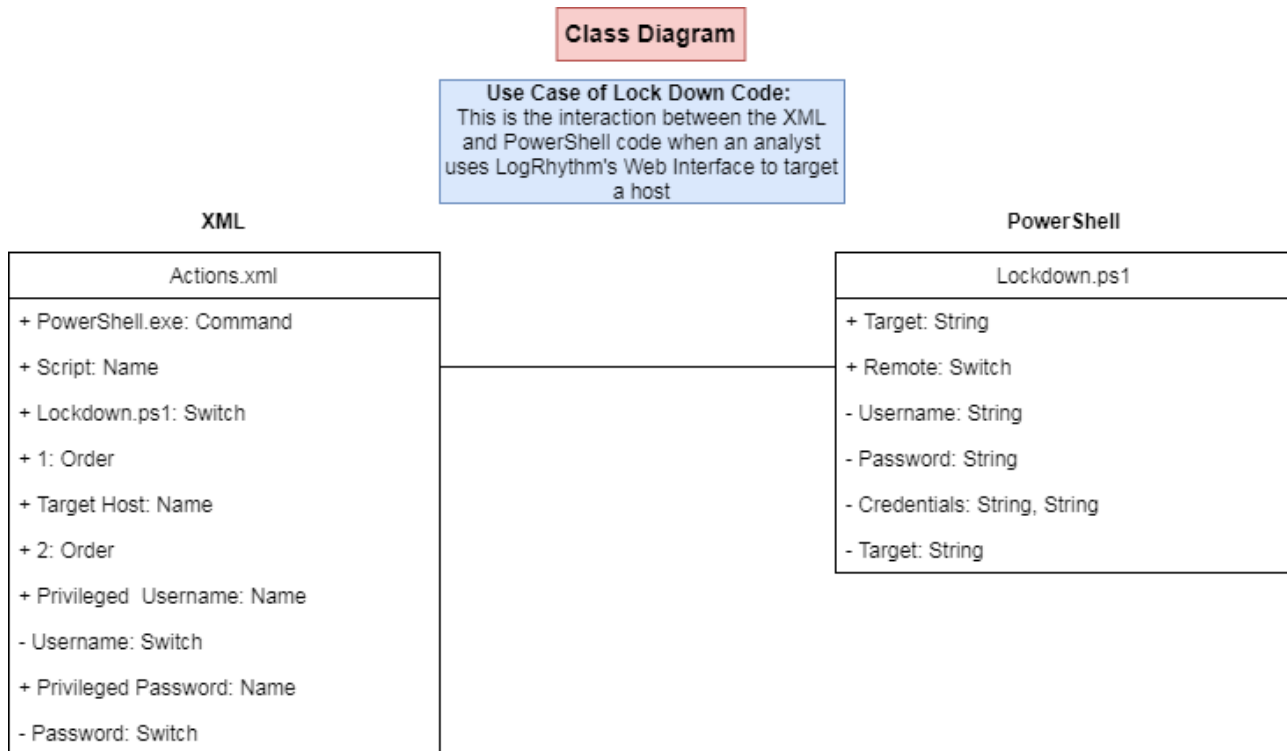 Class Diagram
Use Case of Lock Down Code:
This is the interaction between the XML
and PowerShell code when an analyst
uses LogRhythm's Web Interface to target
a host
XML
Actions.xml
+ PowerShell.exe: Command
+ Script: Name
+ Lockdown.ps1: Switch
+ 1: Order
+ Target Host: Name
+ 2: Order
+ Privileged  Username: Name
- Username: Switch
+ Privileged Password: Name
- Password: Switch
PowerShell
Lockdown.ps1
+ Target: String
+ Remote: Switch
- Username: String
- Password: String
- Credentials: String, String
- Target: String